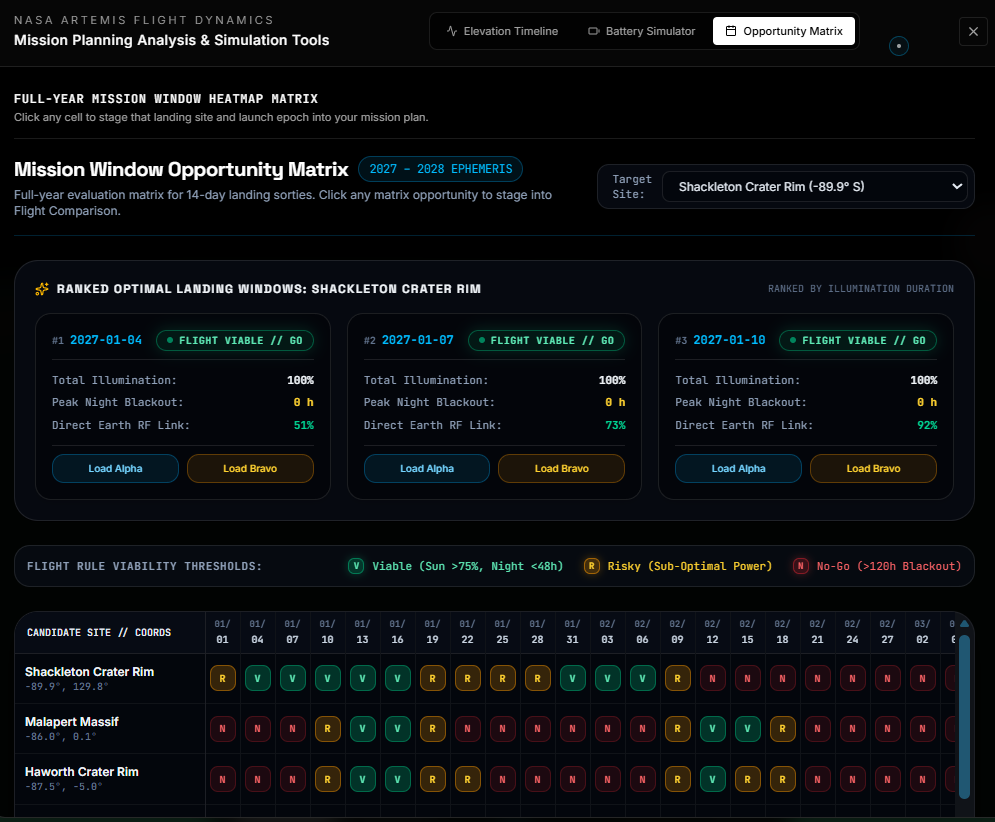 NASA ARTEMIS FLIGHT DYNAMICS
Mission Planning Analysis & Simulation Tools
Elevation Timeline
Battery Simulator
Opportunity Matrix
FULL-YEAR MISSION WINDOW HEATMAP MATRIX
Click any cell to stage that landing site and launch epoch into your mission plan.
Mission Window Opportunity Matrix
2027 – 2028 EPHEMERIS
Full-year evaluation matrix for 14-day landing sorties. Click any matrix opportunity to stage into
Flight Comparison.
Target
Site:
Shackleton Crater Rim (-89.9° S)
RANKED OPTIMAL LANDING WINDOWS: SHACKLETON CRATER RIM
RANKED BY ILLUMINATION DURATION
#1 2027-01-04 FLIGHT VIABLE // GO
Total Illumination: 100%
Peak Night Blackout: 0 h
Direct Earth RF Link: 51%
Load Alpha Load Bravo
#2 2027-01-07 FLIGHT VIABLE // GO
Total Illumination: 100%
Peak Night Blackout: 0 h
Direct Earth RF Link: 73%
Load Alpha Load Bravo
#3 2027-01-10 FLIGHT VIABLE // GO
Total Illumination: 100%
Peak Night Blackout: 0 h
Direct Earth RF Link: 92%
Load Alpha Load Bravo
FLIGHT RULE VIABILITY THRESHOLDS:
V Viable (Sun >75%, Night <48h)
R Risky (Sub-Optimal Power)
N No-Go (>120h Blackout)
CANDIDATE SITE // COORDS
01/ 01/ 01/ 01/ 01/ 01/ 01/ 01/ 01/ 01/ 01/ 02/ 02/ 02/ 02/ 02/ 02/ 02/ 02/ 02/ 03/
01 04 07 10 13 16 19 22 25 28 31 03 06 09 12 15 18 21 24 27 02
Shackleton Crater Rim
-89.9°, 129.8°
R V V V V V R R R R V V V R N N N N N N N
Malapert Massif
-86.0°, 0.1°
N N N R V V R N N N N N N R V V R N N N N
Haworth Crater Rim
-87.5°, -5.0°
N N N R V V R R N N N N N R V R R N N N N